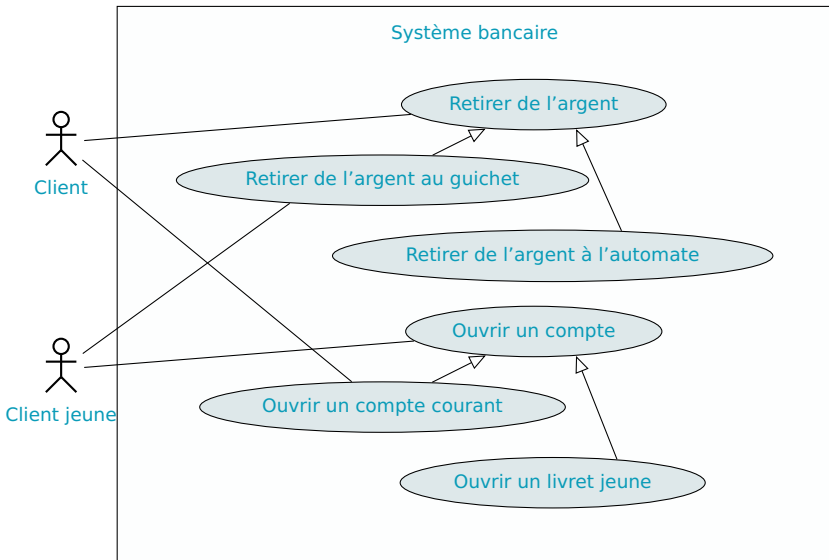 Système bancaire
Retirer de l’argent
Client
Retirer de l’argent au guichet
Retirer de l’argent à l’automate
Ouvrir un compte
Client jeune
Ouvrir un compte courant
Ouvrir un livret jeune